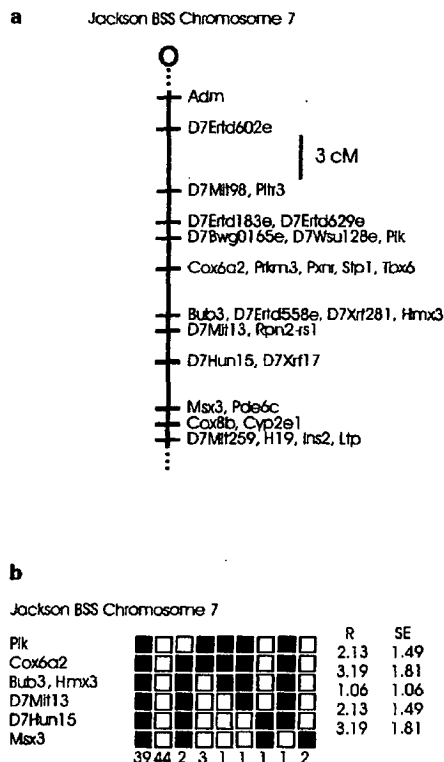 a
Jackson BSS Chromosome 7
Adm
D7Ertd602e
3 cM
D7Mit98, Pltr3
D7Ertd183e, D7Ertd629e
D7Bwg0165e, D7Wsu128e, Plk
Cox6a2, Prkm3, Pxnr, Stp1, Tbx6
Bub3, D7Ertd558e, D7Xrf281, Hmx3
D7Mit13, Rpn2-rs1
D7Hun15, D7Xrf17
Msx3, Pde6c
Cox8b, Cyp2e1
D7Mit259, H19, Ins2, Ltp
b
Jackson BSS Chromosome 7
R SE
Plk
2.13 1.49
Cox6a2
3.19 1.81
Bub3, Hmx3
1.06 1.06
D7Mit13
2.13 1.49
D7Hun15
3.19 1.81
Msx3
39 44 2 3 1 1 1 1 2